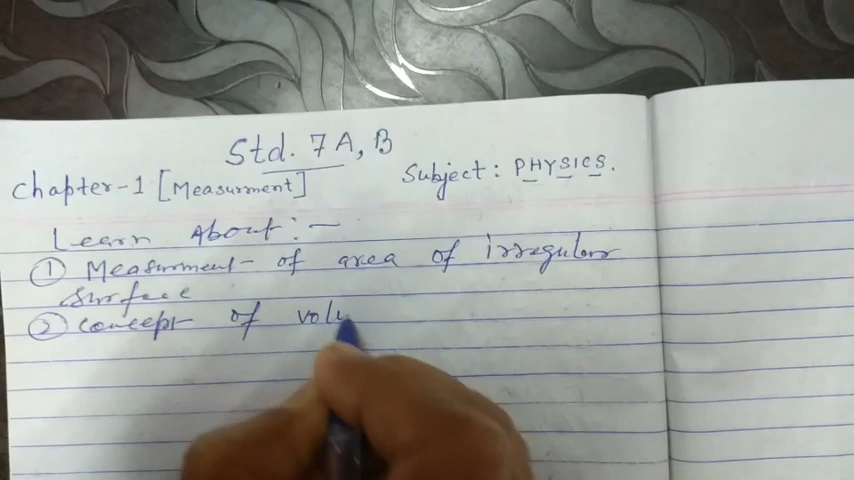 Std. 7A, B
Chapter-1 [Measurment] Subject: PHYSICS.
Learn About:-
① Measurment of area of irregular
surface
② concept of volu